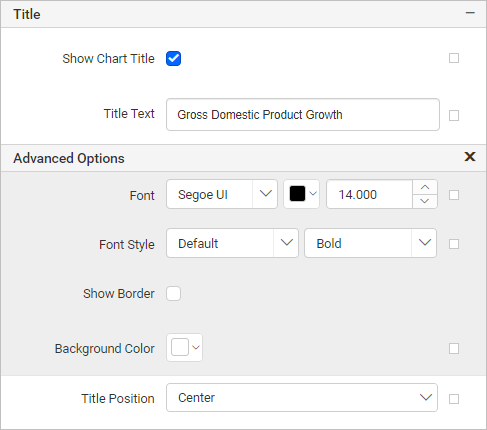 Title
Show Chart Title
Title Text Gross Domestic Product Growth
Advanced Options
Font Segoe UI 14.000
Font Style Default Bold
Show Border
Background Color
Title Position Center